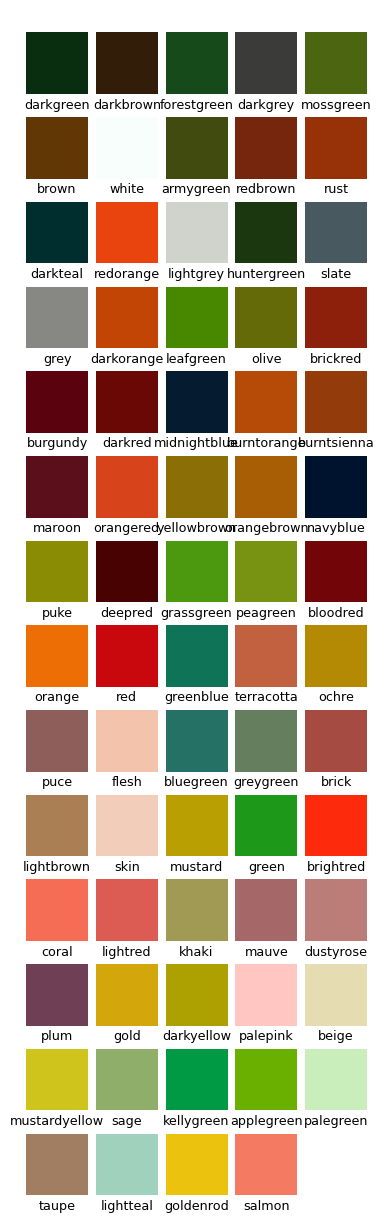 darkgreen darkbrown forestgreen darkgrey mossgreen
brown white armygreen redbrown rust
darkteal redorange lightgrey huntergreen slate
grey darkorange leafgreen olive brickred
burgundy darkred midnightblue burntorange burntsienna
maroon orangered yellowbrown orangebrown navyblue
puke deepred grassgreen peagreen bloodred
orange red greenblue terracotta ochre
puce flesh bluegreen greygreen brick
lightbrown skin mustard green brightred
coral lightred khaki mauve dustyrose
plum gold darkyellow palepink beige
mustardyellow sage kellygreen applegreen palegreen
taupe lightteal goldenrod salmon